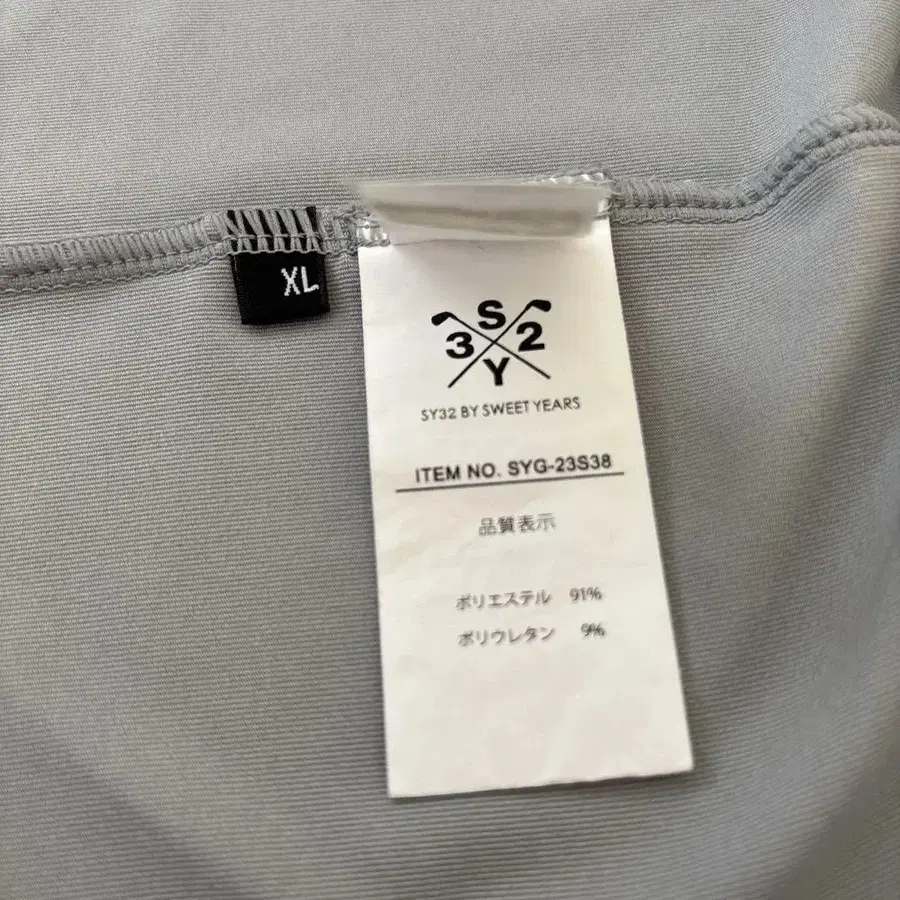 XL
S
3 2
Y
SY32 BY SWEET YEARS
ITEM NO. SYG-23S38
品質表示
ポリエステル 91%
ポリウレタン 9%